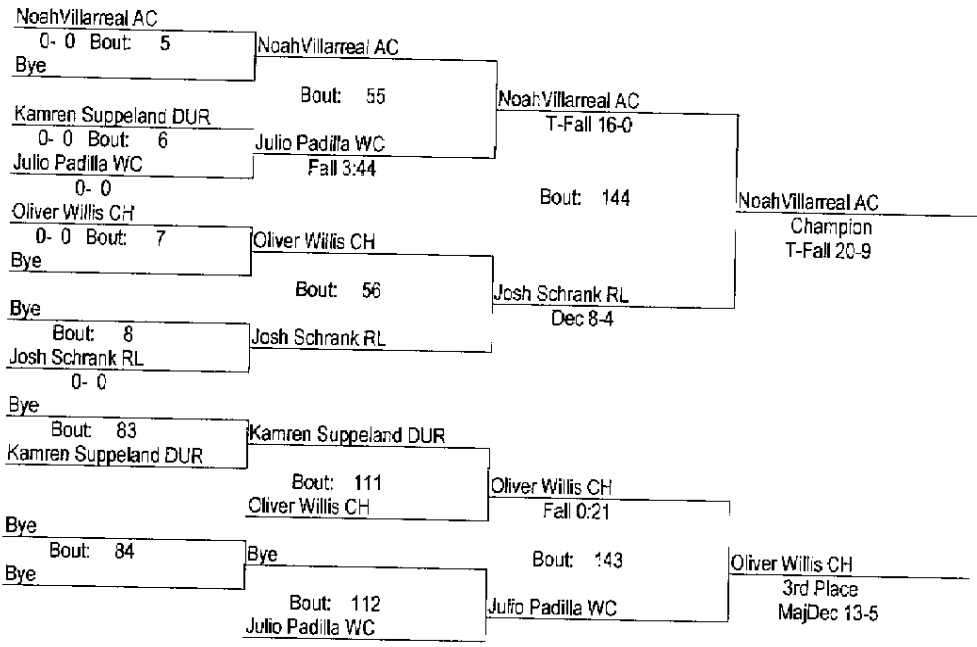 NoahVillarreal AC
0- 0 Bout: 5
Bye
NoahVillarreal AC
Bout: 55
Kamren Suppeland DUR
0- 0 Bout: 6
Julio Padilla WC
0- 0
Julio Padilla WC
Fall 3:44
NoahVillarreal AC
T-Fall 16-0
Bout: 144
Oliver Willis CH
0- 0 Bout: 7
Bye
Oliver Willis CH
Bout: 56
Bye
Bout: 8
Josh Schrank RL
0- 0
Josh Schrank RL
Josh Schrank RL
Dec 8-4
NoahVillarreal AC
Champion
T-Fall 20-9
Bye
Bout: 83
Kamren Suppeland DUR
Kamren Suppeland DUR
Bout: 111
Oliver Willis CH
Oliver Willis CH
Fall 0:21
Bye
Bout: 84
Bye
Bye
Bout: 112
Julio Padilla WC
Bout: 143
Julio Padilla WC
Oliver Willis CH
3rd Place
MajDec 13-5